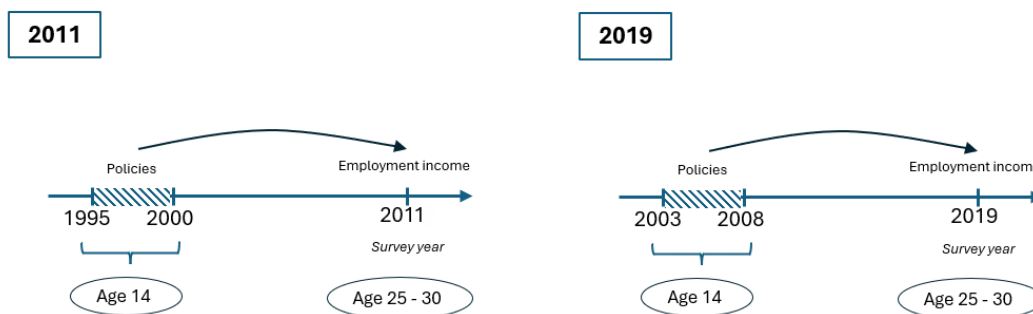 2011
Policies
Employment income
1995
2000
2011
Survey year
Age 14
Age 25 - 30
2019
Policies
Employment incom
2003
2008
2019
Survey year
Age 14
Age 25 - 30